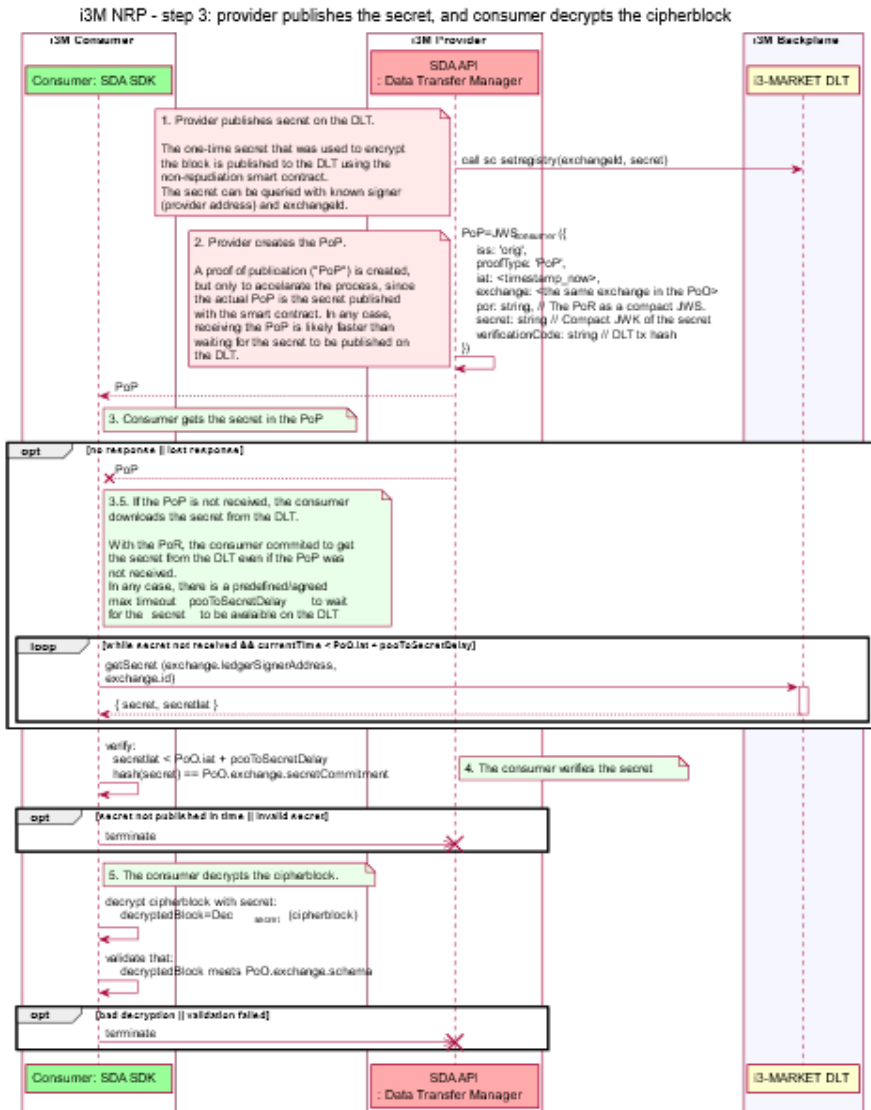 i3M NRP - step 3: provider publishes the secret, and consumer decrypts the cipherblock
i3M Consumer
i3M Provider
i3M Backplane
Consumer: SDA SDK
SDA API
: Data Transfer Manager
i3-MARKET DLT
1. Provider publishes secret on the DLT.
The one-time secret that was used to encrypt
the block is published to the DLT using the
non-repudiation smart contract.
The secret can be queried with known signer
(provider address) and exchangeId.
call sc setregistry(exchangeId, secret)
2. Provider creates the PoP.
A proof of publication ("PoP") is created,
but only to accelarate the process, since
the actual PoP is the secret published
with the smart contract. In any case,
receiving the PoP is likely faster than
waiting for the secret to be published on
the DLT.
PoP=JWSconsumer ({
iss: 'orig',
proofType: 'PoP',
iat: <timestamp_now>,
exchange: <the same exchange in the PoO>
por: string, // The PoR as a compact JWS.
secret: string // Compact JWK of the secret
verificationCode: string // DLT tx hash
})
PoP
3. Consumer gets the secret in the PoP
opt
[no response || lost response]
PoP
3.5. If the PoP is not received, the consumer
downloads the secret from the DLT.
With the PoR, the consumer commited to get
the secret from the DLT even if the PoP was
not received.
In any case, there is a predefined/agreed
max timeout pooToSecretDelay to wait
for the secret to be avalaible on the DLT
loop
[while secret not received && currentTime < PoO.iat + pooToSecretDelay]
getSecret (exchange.ledgerSignerAddress,
exchange.id)
{ secret, secretIat }
verify:
secretIat < PoO.iat + pooToSecretDelay
hash(secret) == PoO.exchange.secretCommitment
4. The consumer verifies the secret
opt
[secret not published in time || invalid secret]
terminate
5. The consumer decrypts the cipherblock.
decrypt cipherblock with secret:
decryptedBlock=Dec secret (cipherblock)
validate that:
decryptedBlock meets PoO.exchange.schema
opt
[bad decryption || validation failed]
terminate
Consumer: SDA SDK
SDA API
: Data Transfer Manager
i3-MARKET DLT